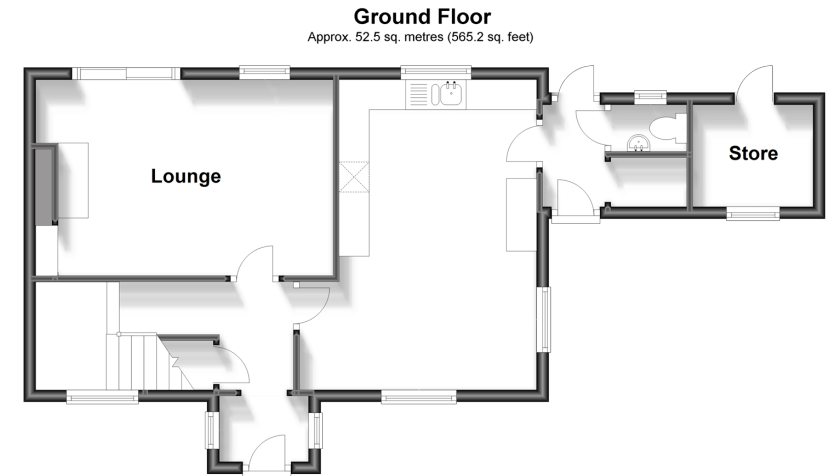 Ground Floor
Approx. 52.5 sq. metres (565.2 sq. feet)
Lounge
Store